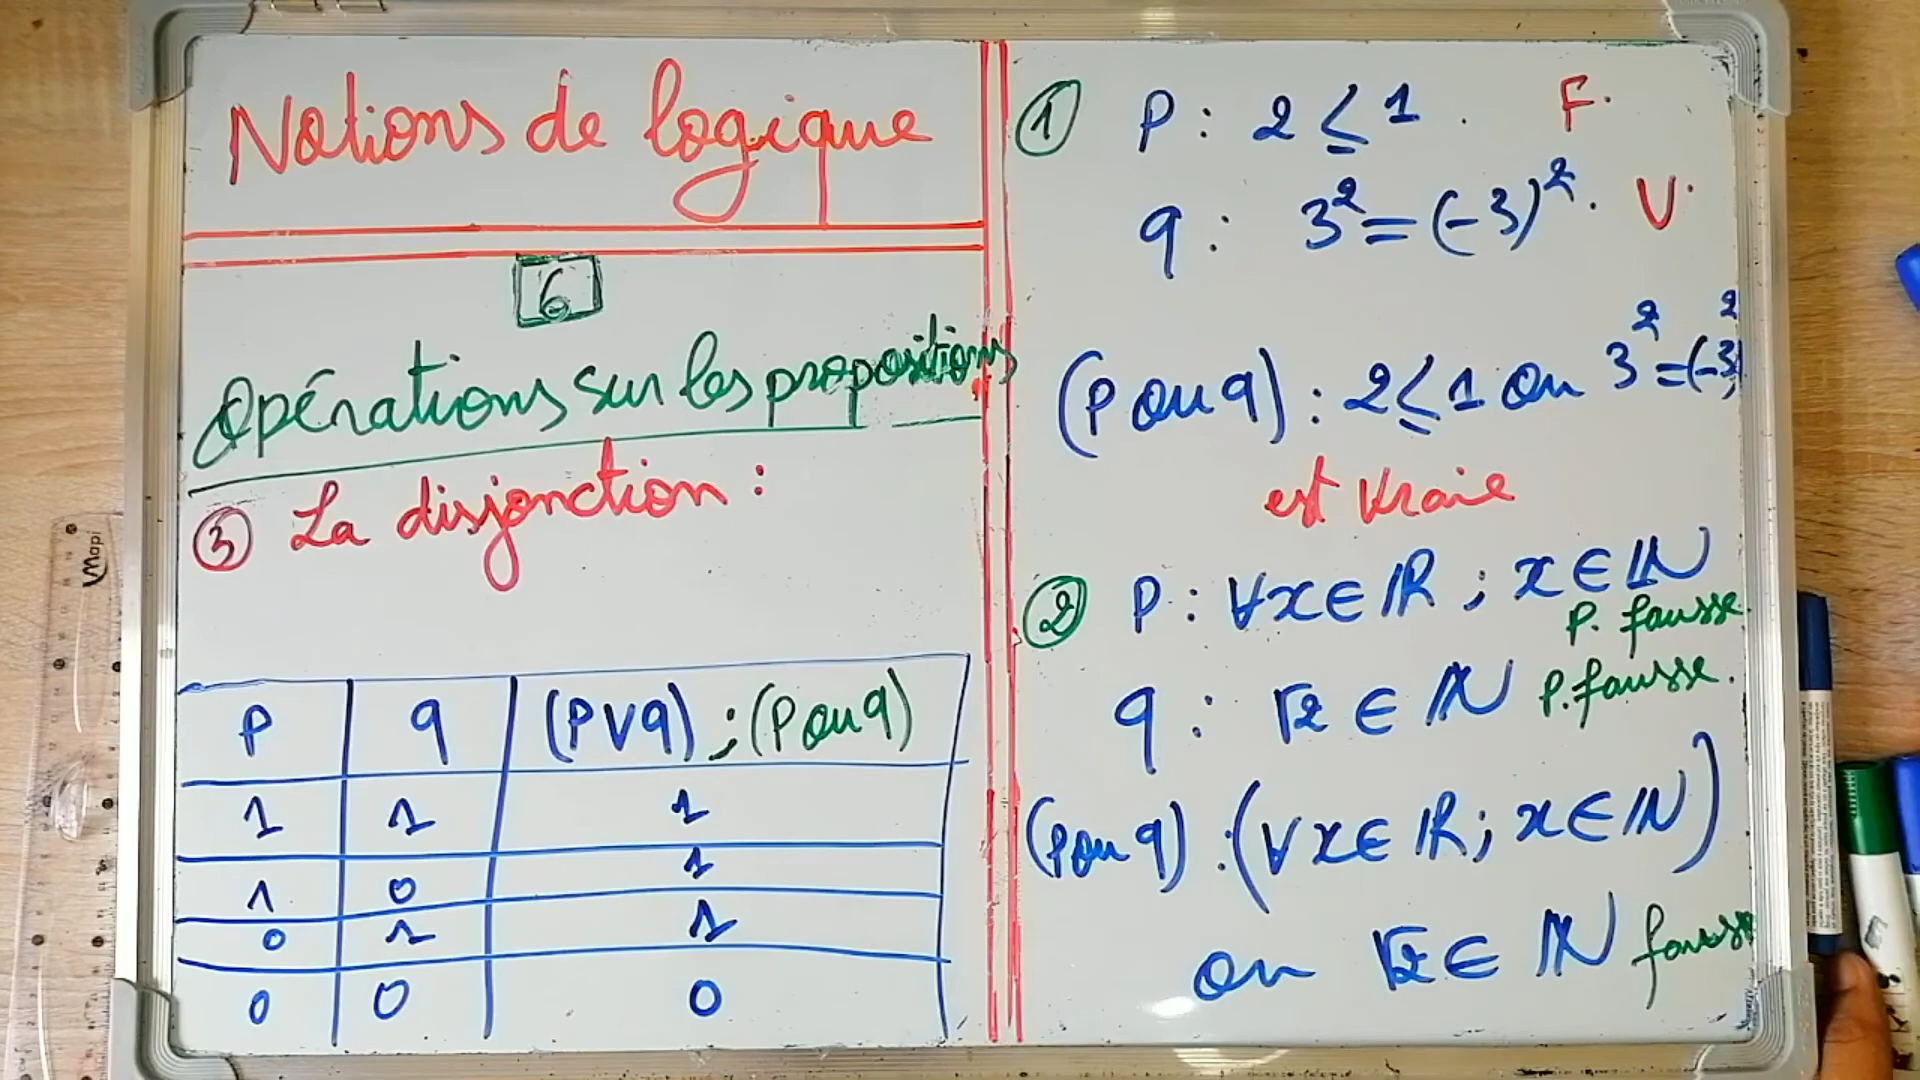 Notions de logique
6
Opérations sur les propositions
③ La disjonction :
P q (P∨q) ; (P ou q)
1 1 1
1 0 1
0 1 1
0 0 0
① P : 2 ≤ 1 . F.
q : 3² = (-3)². V.
(P ou q) : 2 ≤ 1 ou 3² = (-3)²
est vraie
② P : ∀x ∈ ℝ ; x ∈ ℕ
P. fausse.
q : √2 ∈ ℕ P. fausse.
(P ou q) : (∀x ∈ ℝ ; x ∈ ℕ)
ou √2 ∈ ℕ fausse
Mapi